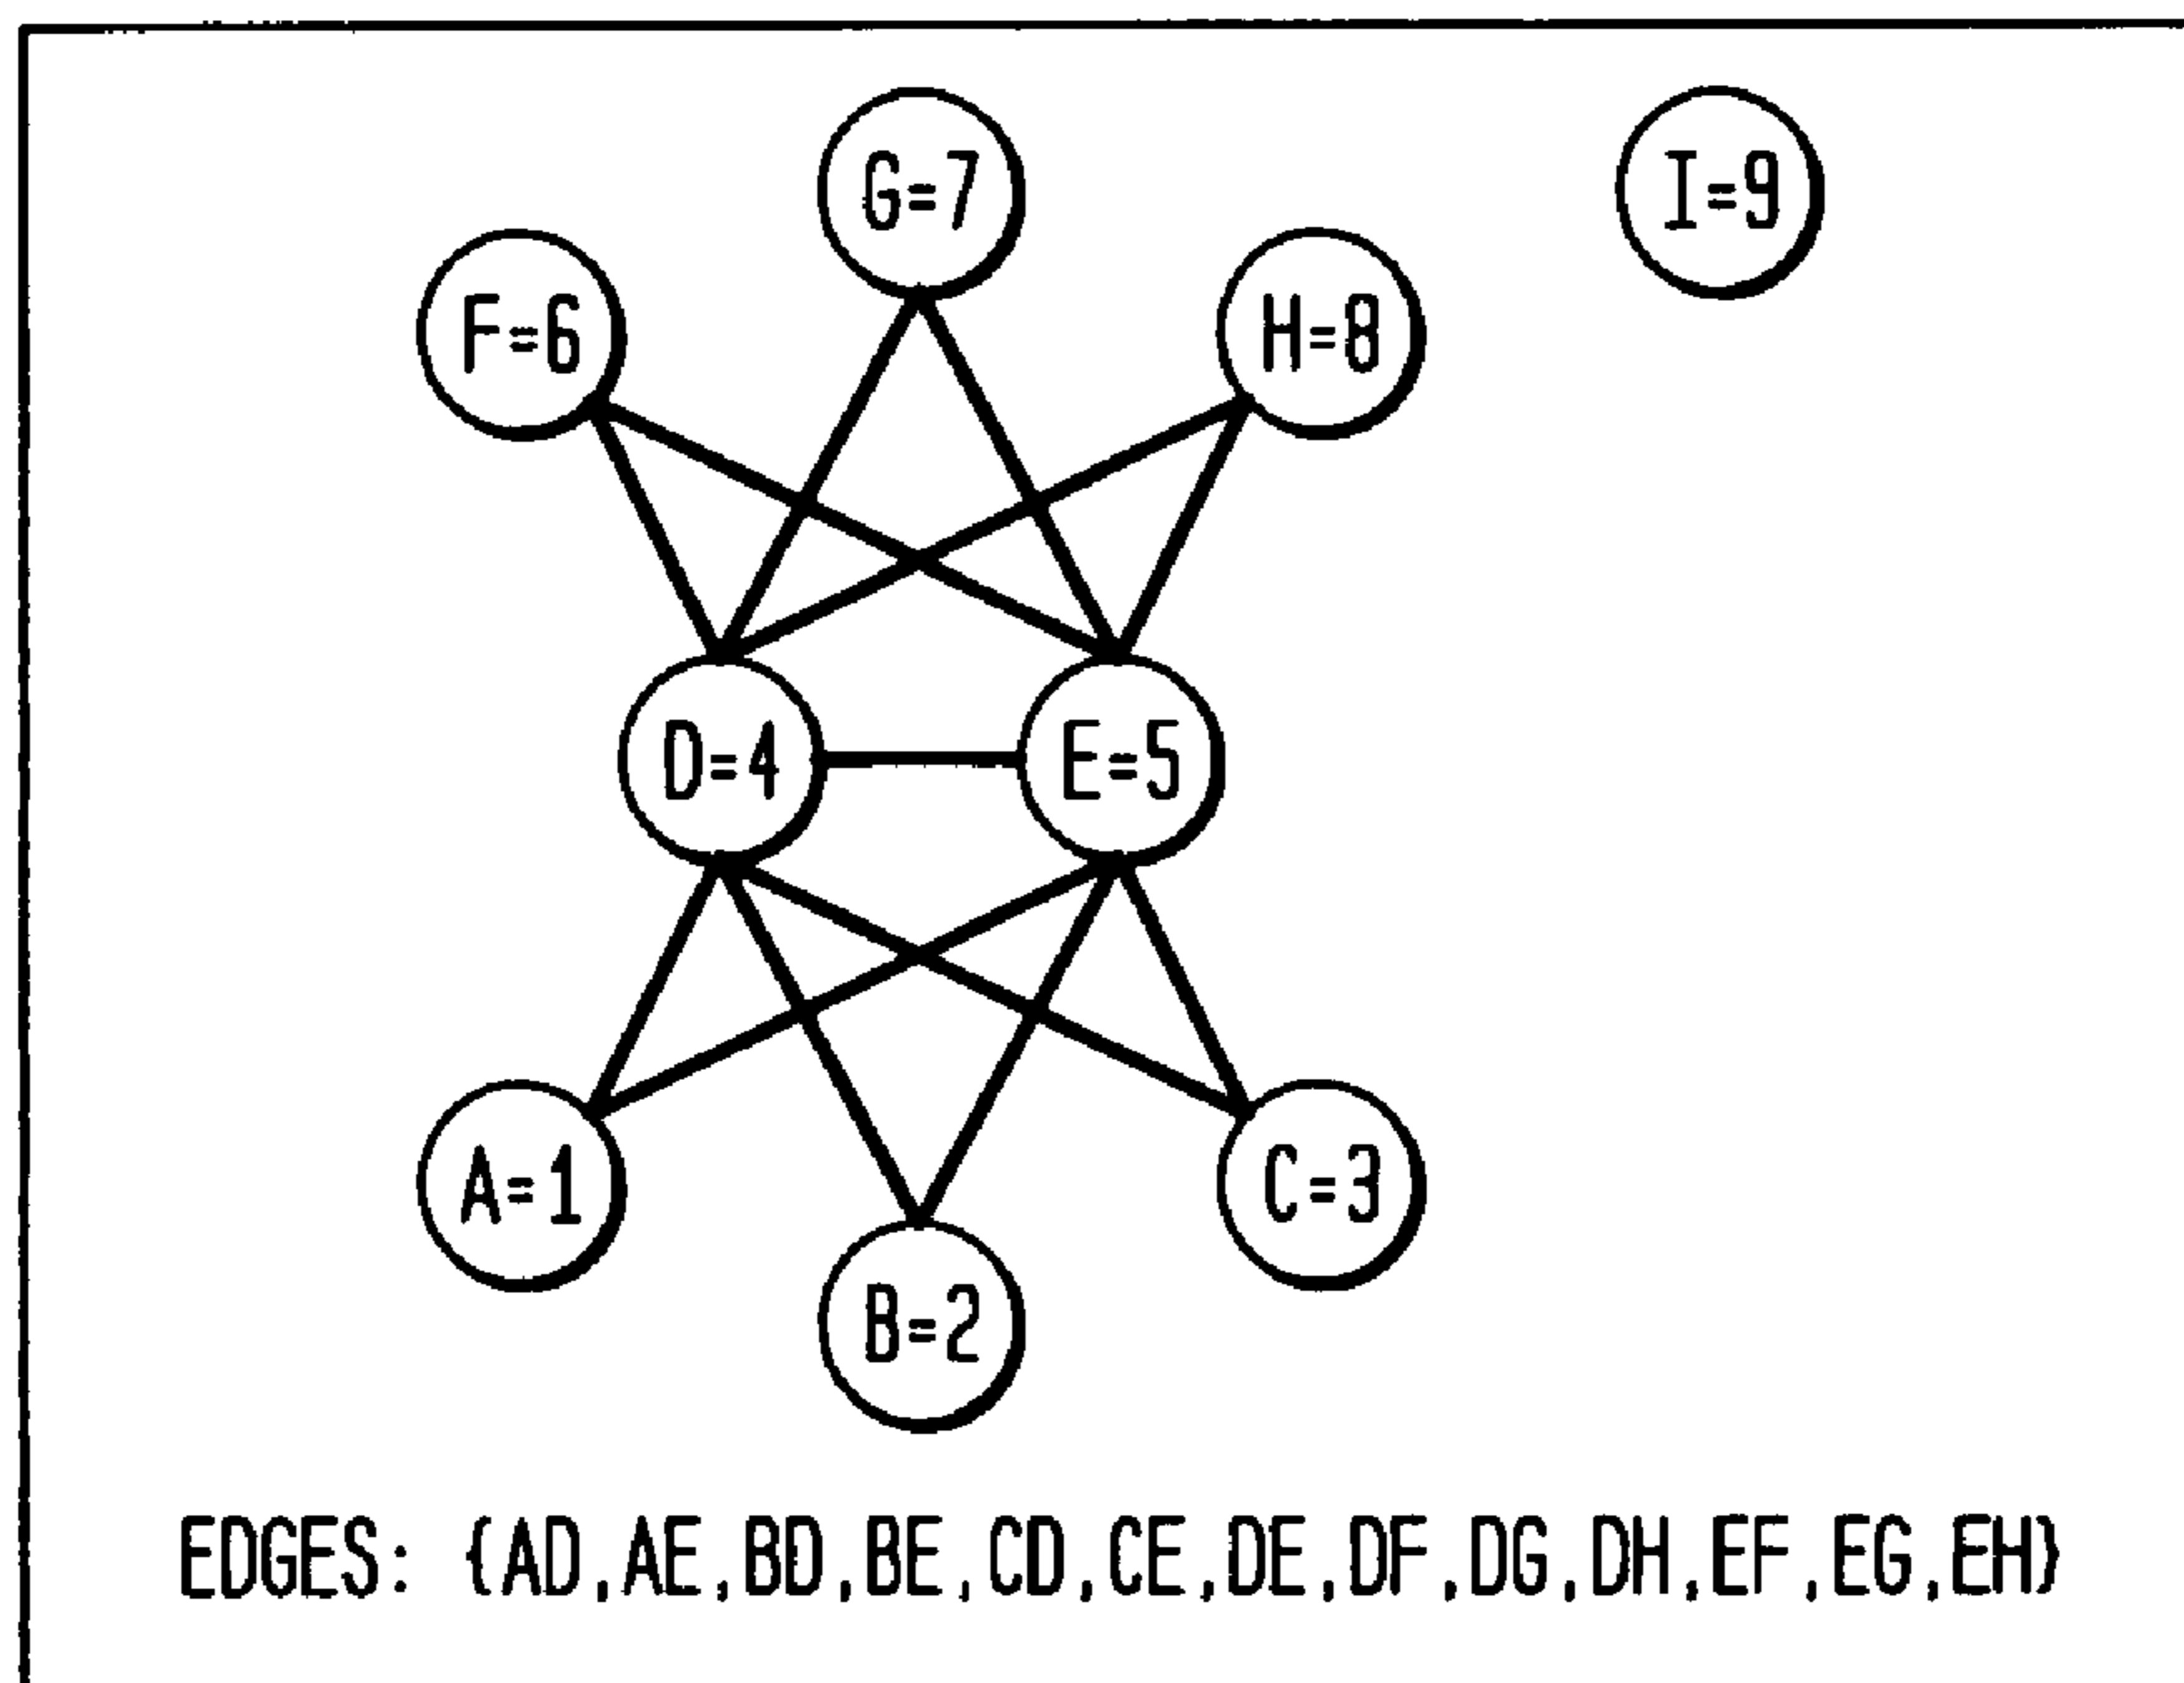 G=7
I=9
F=6
H=8
D=4
E=5
A=1
C=3
B=2
EDGES: {AD,AE,BD,BE,CD,CE,DE,DF,DG,DH,EF,EG,EH}